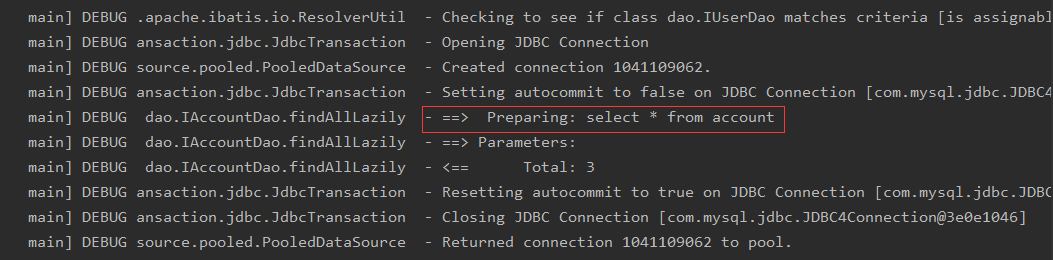 main] DEBUG .apache.ibatis.io.ResolverUtil - Checking to see if class dao.IUserDao matches criteria [is assignabl
main] DEBUG ansaction.jdbc.JdbcTransaction - Opening JDBC Connection
main] DEBUG source.pooled.PooledDataSource - Created connection 1041109062.
main] DEBUG ansaction.jdbc.JdbcTransaction - Setting autocommit to false on JDBC Connection [com.mysql.jdbc.JDBC4
main] DEBUG dao.IAccountDao.findAllLazily - ==> Preparing: select * from account
main] DEBUG dao.IAccountDao.findAllLazily - ==> Parameters:
main] DEBUG dao.IAccountDao.findAllLazily - <== Total: 3
main] DEBUG ansaction.jdbc.JdbcTransaction - Resetting autocommit to true on JDBC Connection [com.mysql.jdbc.JDBC
main] DEBUG ansaction.jdbc.JdbcTransaction - Closing JDBC Connection [com.mysql.jdbc.JDBC4Connection@3e0e1046]
main] DEBUG source.pooled.PooledDataSource - Returned connection 1041109062 to pool.